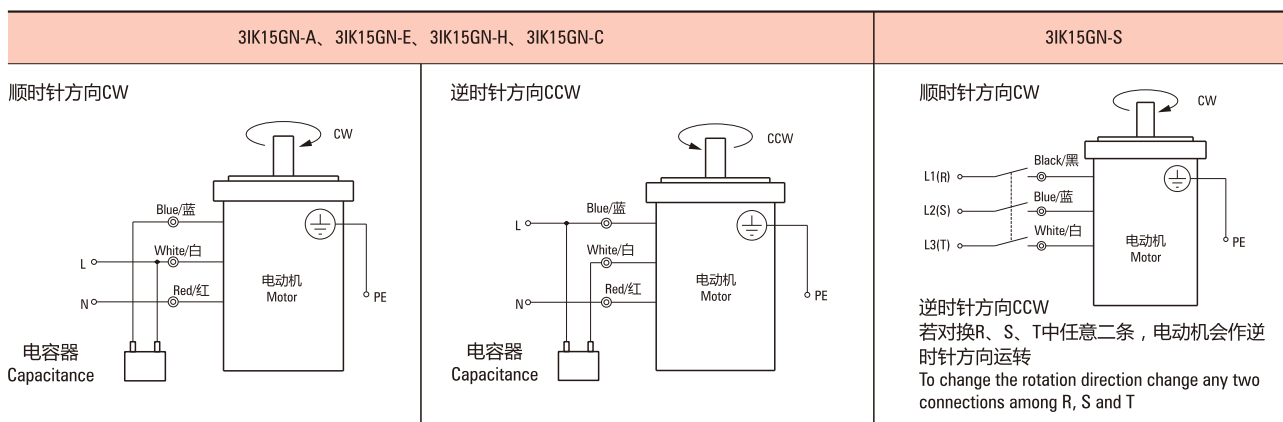 3IK15GN-A、3IK15GN-E、3IK15GN-H、3IK15GN-C
3IK15GN-S
顺时针方向CW
CW
Blue/蓝
White/白
L
Red/红
N
电动机
Motor
PE
电容器
Capacitance
逆时针方向CCW
CCW
Blue/蓝
L
White/白
Red/红
N
电动机
Motor
PE
电容器
Capacitance
顺时针方向CW
CW
Black/黑
L1(R)
Blue/蓝
L2(S)
White/白
L3(T)
电动机
Motor
PE
逆时针方向CCW
若对换R、S、T中任意二条，电动机会作逆
时针方向运转
To change the rotation direction change any two
connections among R, S and T